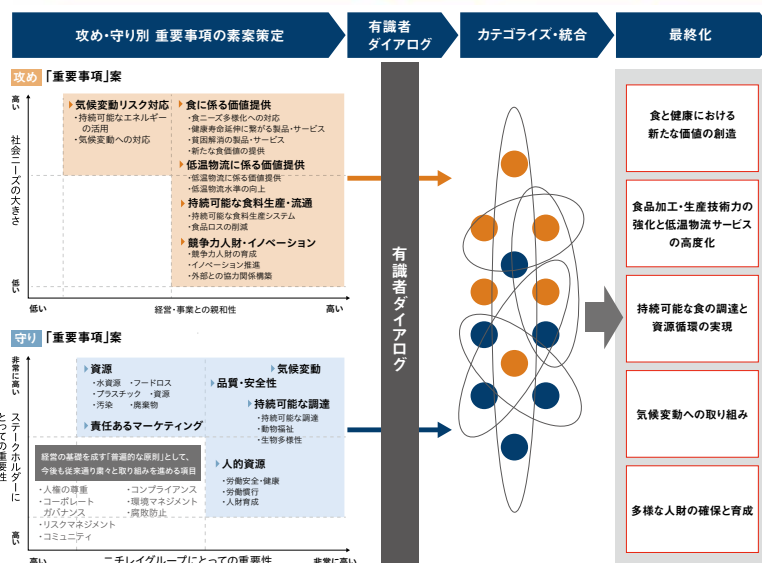 攻め・守り別 重要事項の素案策定
有識者
ダイアログ
カテゴライズ・統合
最終化
攻め「重要事項」案
高い
社会ニーズの大きさ
低い
気候変動リスク対応
・持続可能なエネルギー
の活用
・気候変動への対応
食に係る価値提供
・食ニーズ多様化への対応
・健康寿命延伸に繋がる製品・サービス
・貧困解消の製品・サービス
・新たな食価値の提供
低温物流に係る価値提供
・低温物流に係る価値提供
・低温物流水準の向上
持続可能な食料生産・流通
・持続可能な食料生産システム
・食品ロスの削減
競争力人財・イノベーション
・競争力人財の育成
・イノベーション推進
・外部との協力関係構築
低い
経営・事業との親和性
高い
守り「重要事項」案
非常に高い
ステークホルダーに
とっての重要性
高い
資源
・水資源 ・フードロス
・プラスチック ・資源
・汚染 ・廃棄物
責任あるマーケティング
気候変動
品質・安全性
持続可能な調達
・持続可能な調達
・動物福祉
・生物多様性
人的資源
・労働安全・健康
・労働慣行
・人財育成
経営の基礎を成す「普遍的な原則」として、
今後も従来通り粛々と取り組みを進める項目
・人権の尊重
・コーポレート
ガバナンス
・リスクマネジメント
・コミュニティ
・コンプライアンス
・環境マネジメント
・腐敗防止
高い
ニチレイグループにとっての重要性
非常に高い
有識者ダイアログ
食と健康における
新たな価値の創造
食品加工・生産技術力の
強化と低温物流サービス
の高度化
持続可能な食の調達と
資源循環の実現
気候変動への取り組み
多様な人財の確保と育成